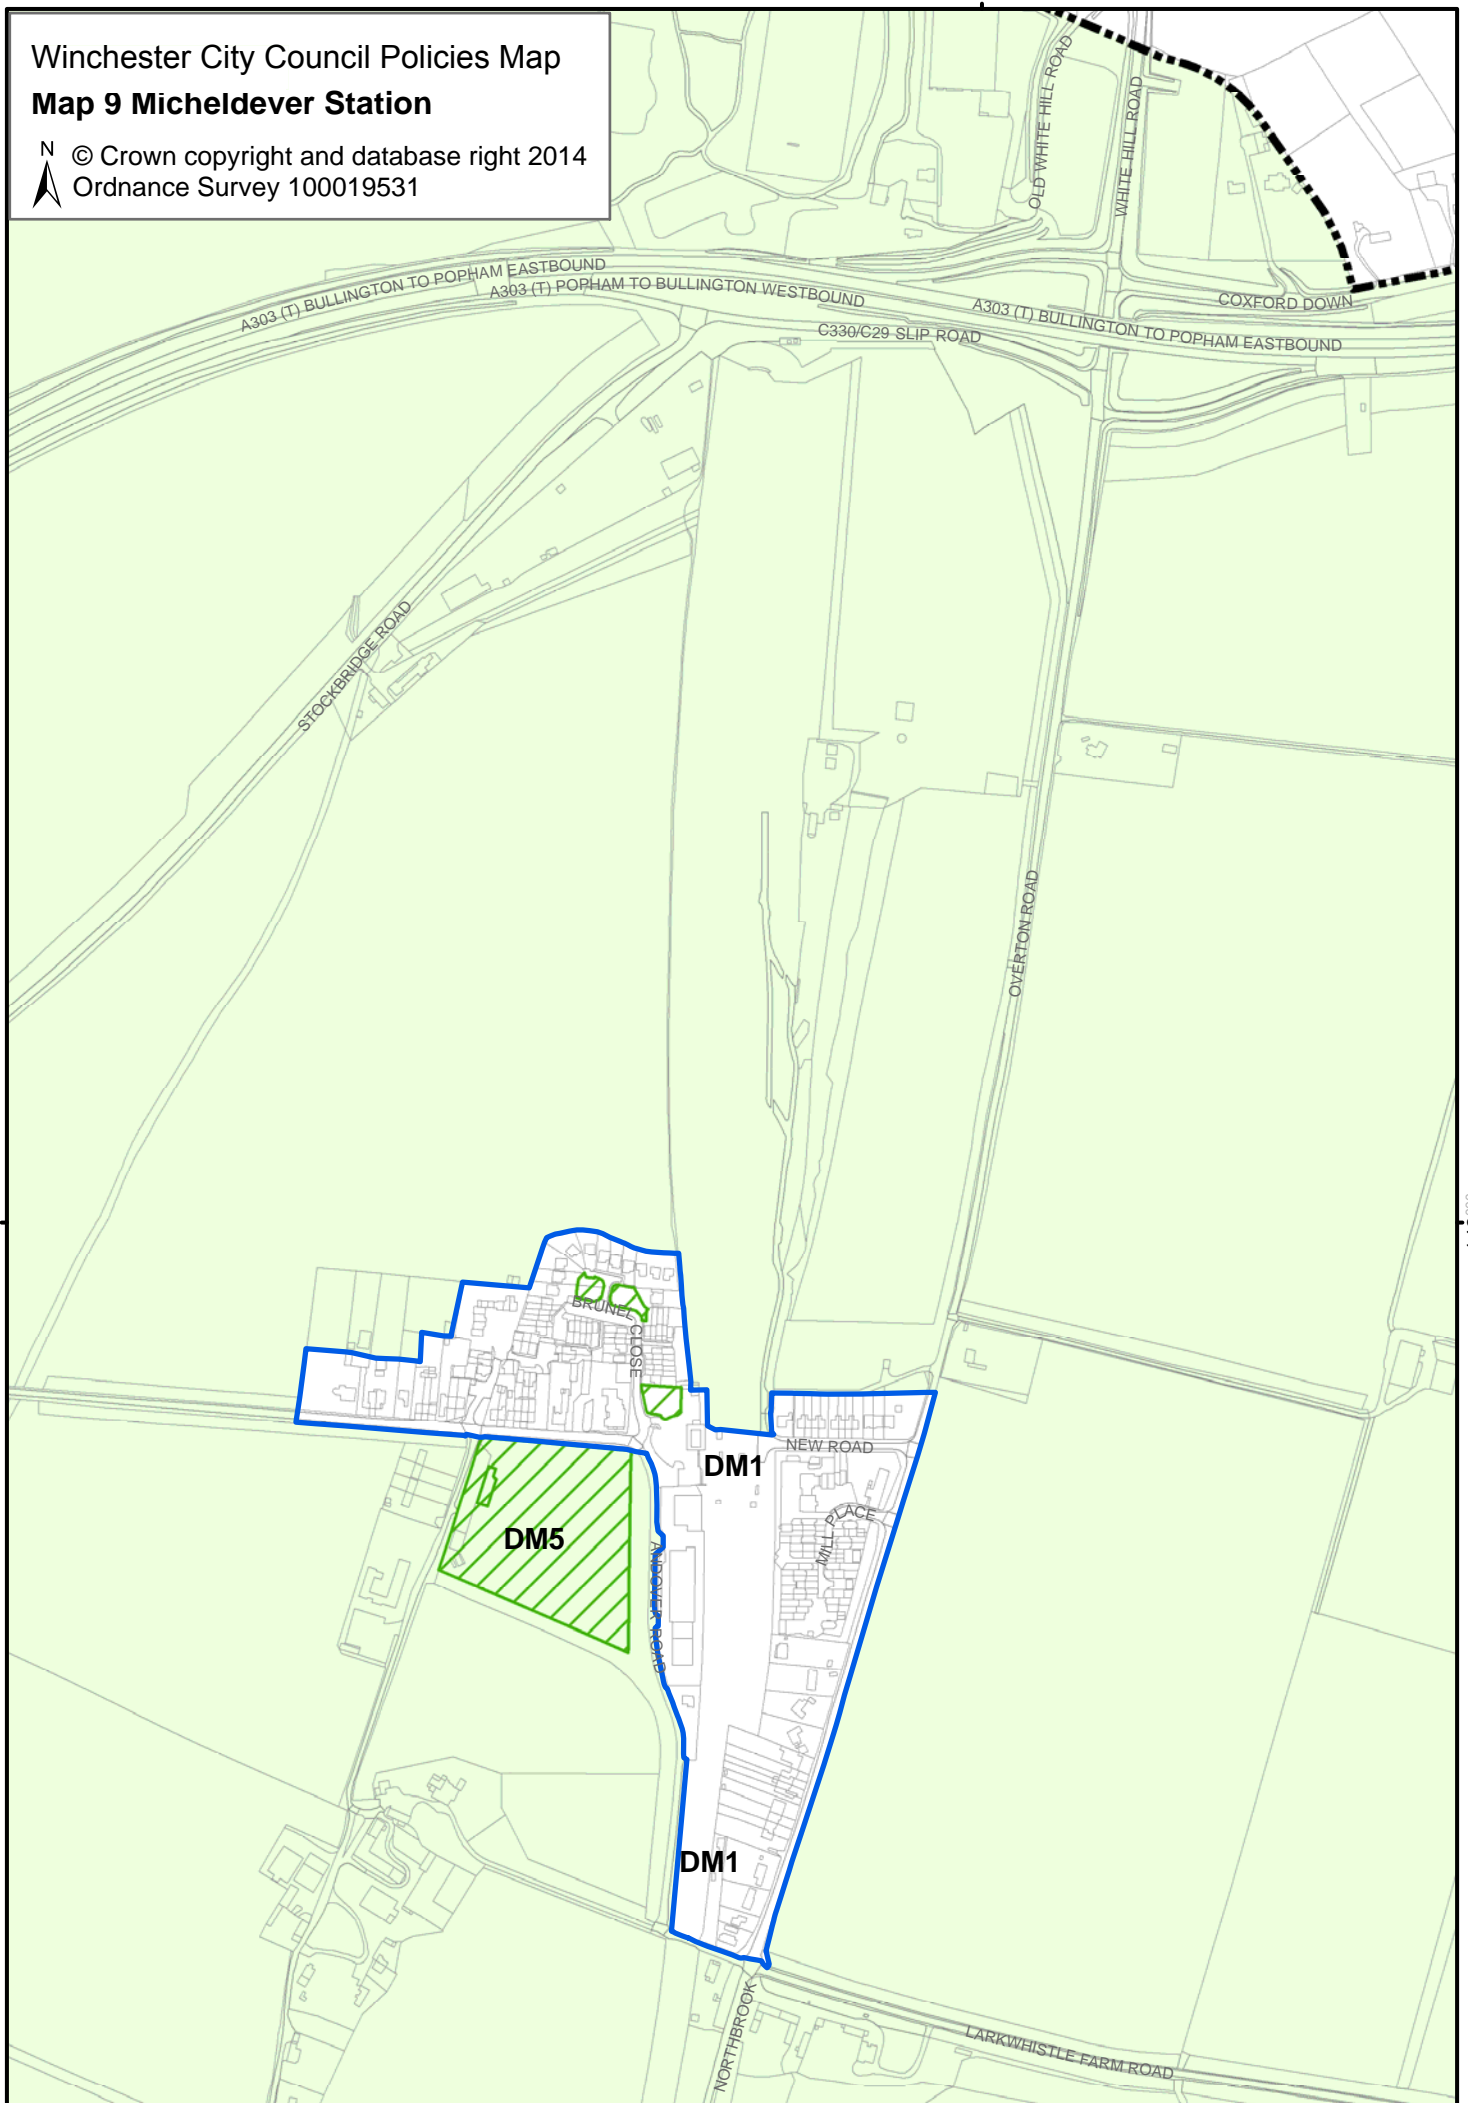 Winchester City Council Policies Map
Map 9 Micheldever Station
N
© Crown copyright and database right 2014
Ordnance Survey 100019531
OLD WHITE HILL ROAD
WHITE HILL ROAD
A303 (T) BULLINGTON TO POPHAM EASTBOUND
A303 (T) POPHAM TO BULLINGTON WESTBOUND
COXFORD DOWN
A303 (T) BULLINGTON TO POPHAM EASTBOUND
C330/C29 SLIP ROAD
STOCKBRIDGE ROAD
OVERTON ROAD
BRUNEL
CLOSE
NEW ROAD
DM1
MILL PLACE
DM5
ANDOVER ROAD
DM1
NORTHBROOK
LARKWHISTLE FARM ROAD